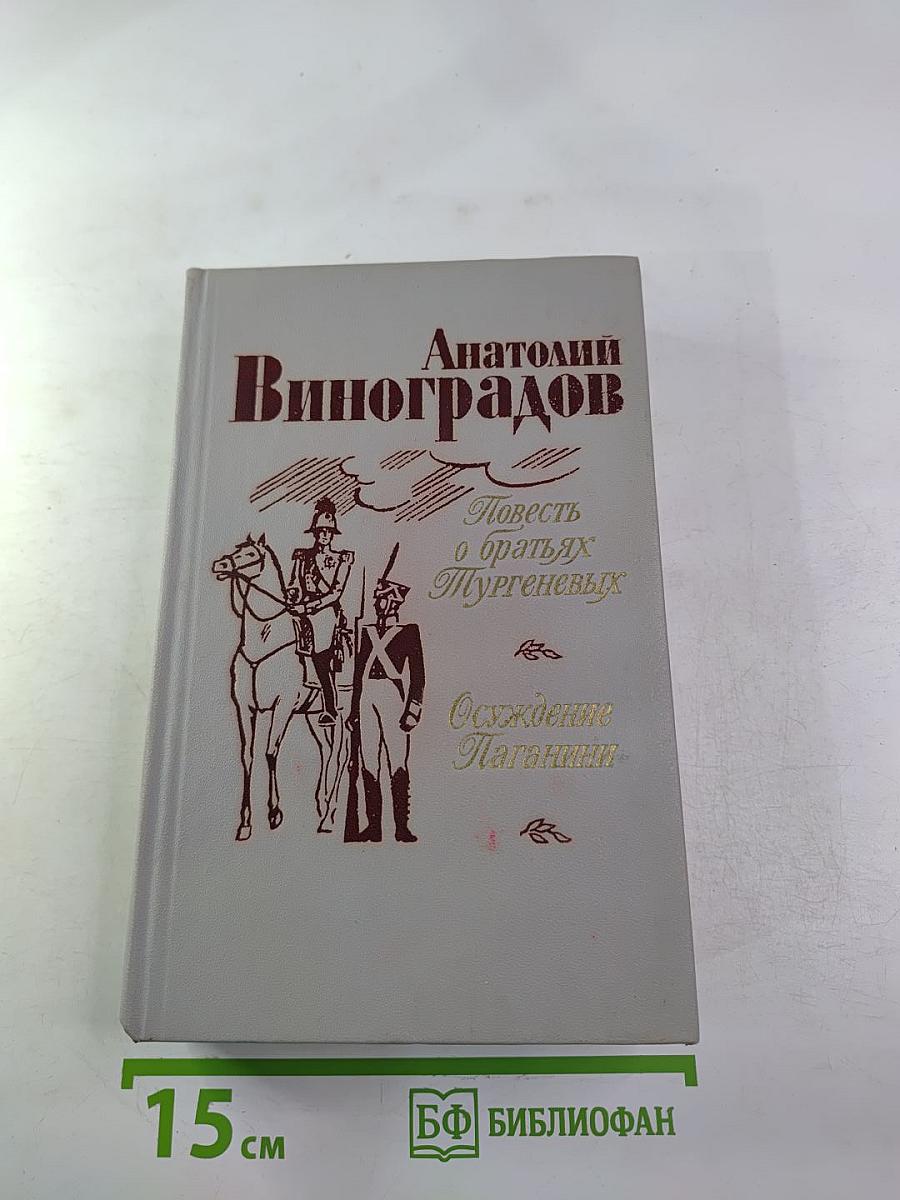 Анатолий
Виноградов
Повесть
о братьях
Тургеневых
Осуждение
Паганини
15 см
БФ БИБЛИОФАН